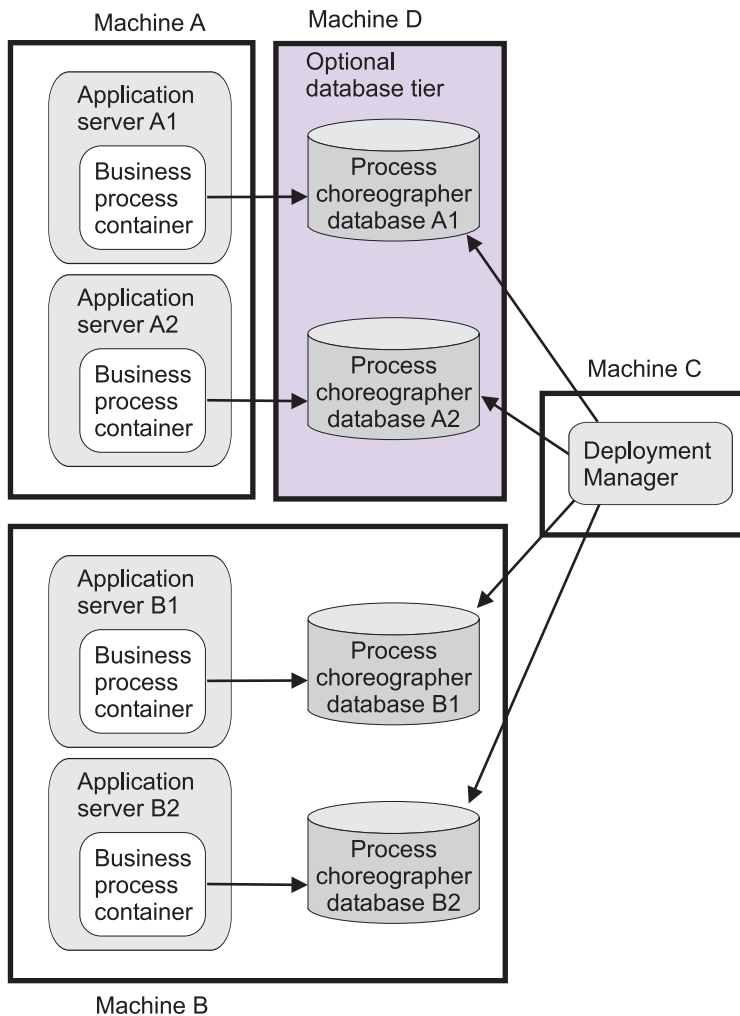 Machine A
Machine D
Application
server A1
Business
process
container
Application
server A2
Business
process
container
Optional
database tier
Process
choreographer
database A1
Process
choreographer
database A2
Machine C
Deployment
Manager
Application
server B1
Business
process
container
Process
choreographer
database B1
Application
server B2
Business
process
container
Process
choreographer
database B2
Machine B